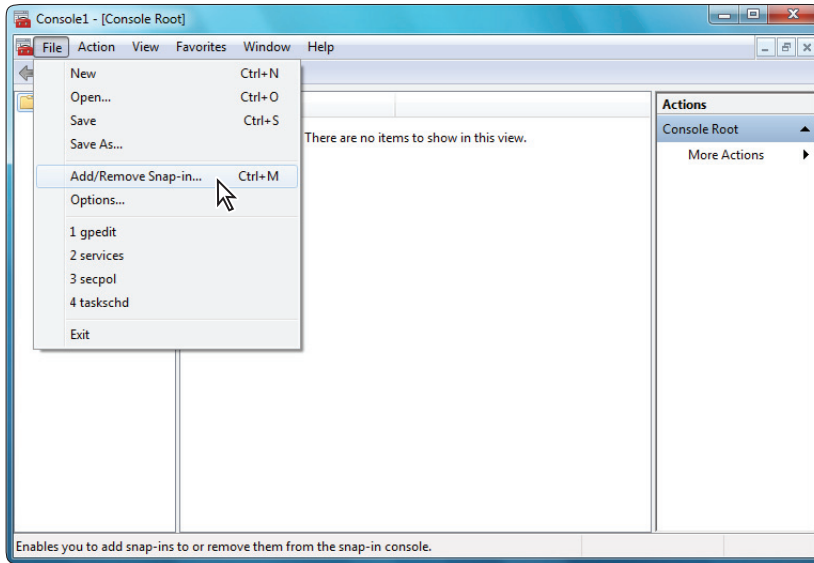 Console1 - [Console Root]
File Action View Favorites Window Help
New Ctrl+N
Open... Ctrl+O
Save Ctrl+S
Save As...
Add/Remove Snap-in... Ctrl+M
Options...
1 gpedit
2 services
3 secpol
4 taskschd
Exit
There are no items to show in this view.
Actions
Console Root
More Actions
Enables you to add snap-ins to or remove them from the snap-in console.